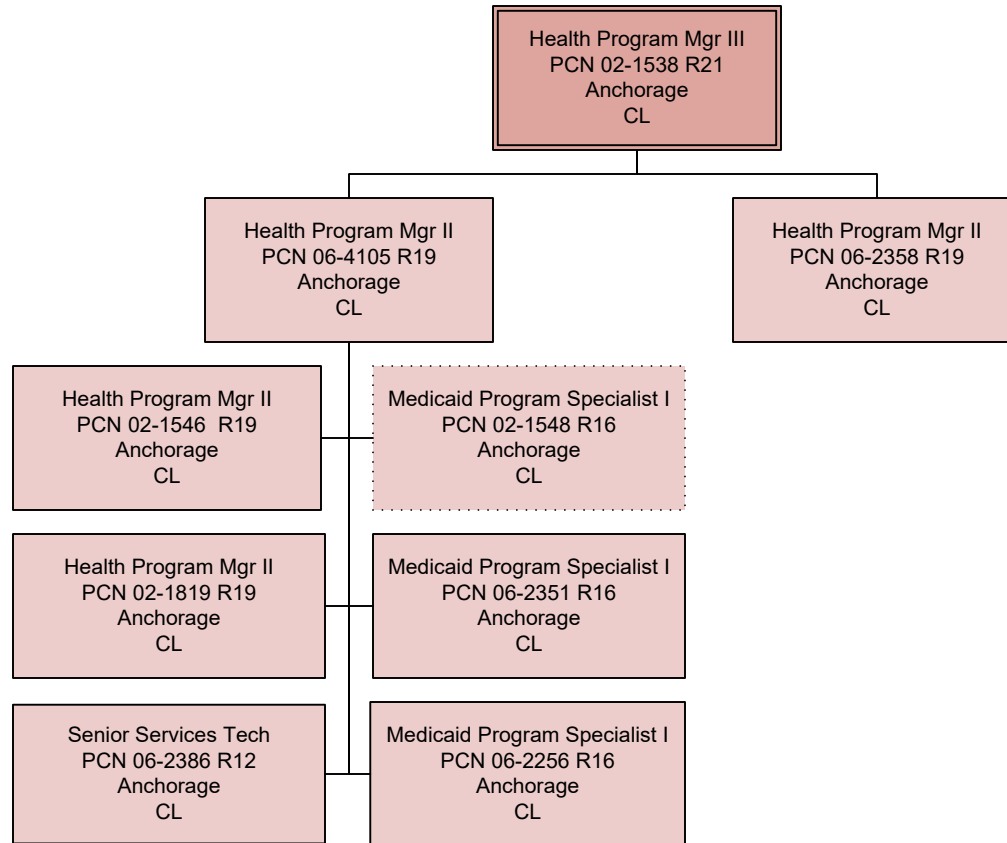 Health Program Mgr III
PCN 02-1538 R21
Anchorage
CL
Health Program Mgr II
PCN 06-4105 R19
Anchorage
CL
Health Program Mgr II
PCN 06-2358 R19
Anchorage
CL
Health Program Mgr II
PCN 02-1546  R19
Anchorage
CL
Medicaid Program Specialist I
PCN 02-1548 R16
Anchorage
CL
Health Program Mgr II
PCN 02-1819 R19
Anchorage
CL
Medicaid Program Specialist I
PCN 06-2351 R16
Anchorage
CL
Senior Services Tech
PCN 06-2386 R12
Anchorage
CL
Medicaid Program Specialist I
PCN 06-2256 R16
Anchorage
CL